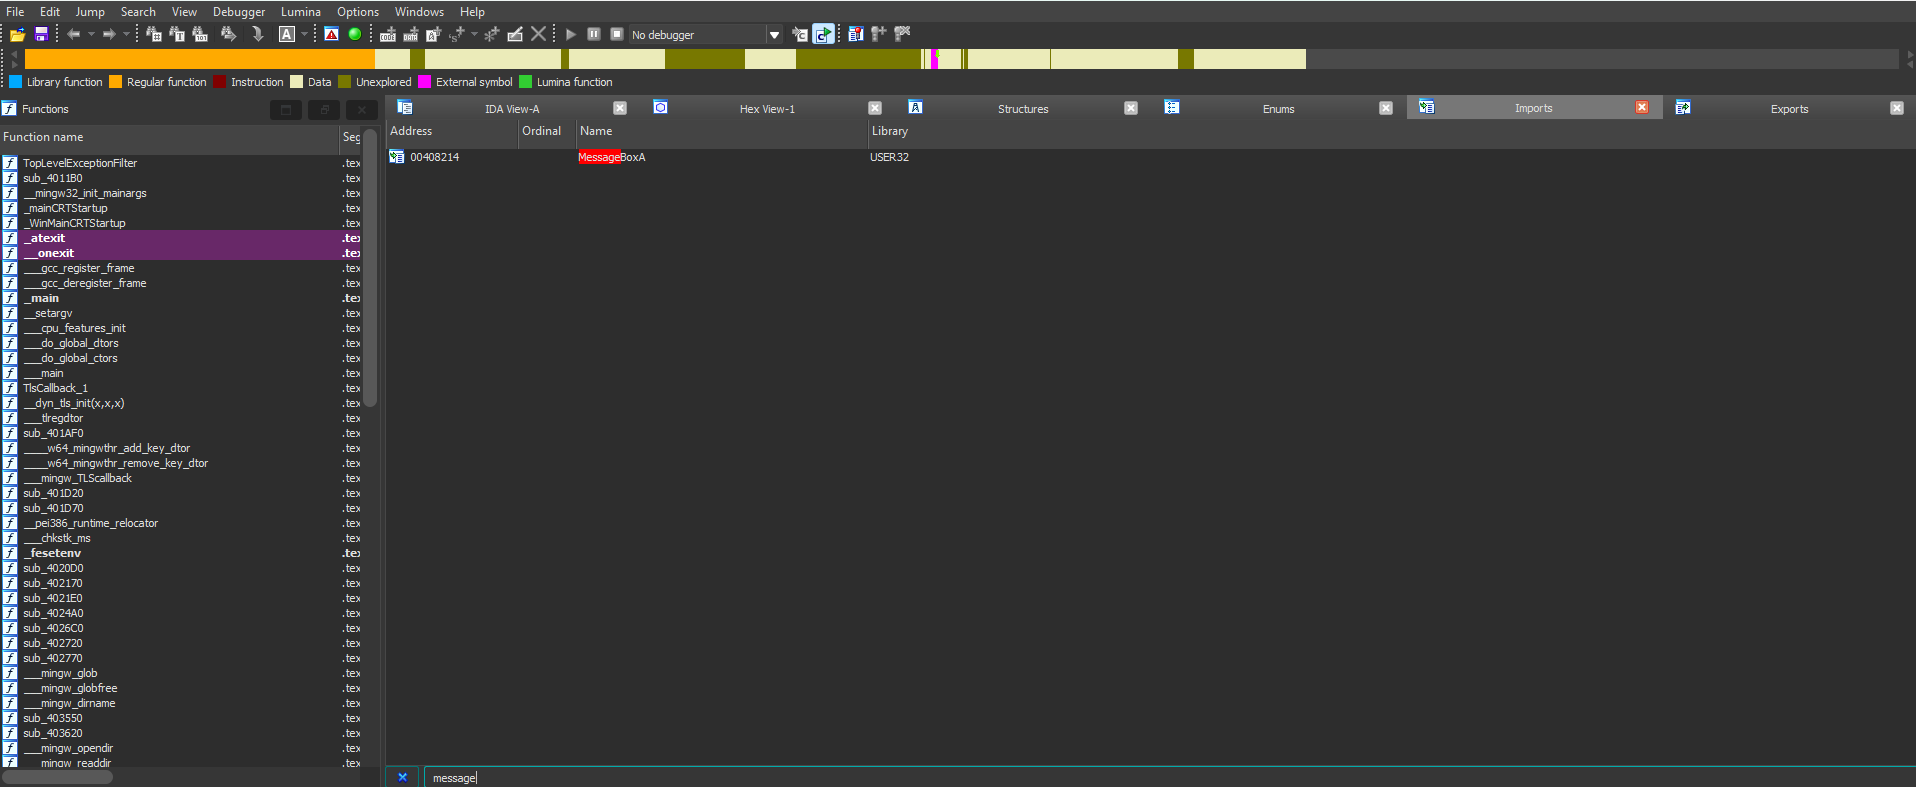 File Edit Jump Search View Debugger Lumina Options Windows Help
No debugger
Library function Regular function Instruction Data Unexplored External symbol Lumina function
Functions
IDA View-A Hex View-1 Structures Enums Imports Exports
Function name Seg
Address Ordinal Name Library
00408214 MessageBoxA USER32
TopLevelExceptionFilter .tex
sub_4011B0 .tex
__mingw32_init_mainargs .tex
_mainCRTStartup .tex
_WinMainCRTStartup .tex
_atexit .tex
__onexit .tex
___gcc_register_frame .tex
___gcc_deregister_frame .tex
_main .tex
__setargv .tex
___cpu_features_init .tex
___do_global_dtors .tex
___do_global_ctors .tex
___main .tex
TlsCallback_1 .tex
__dyn_tls_init(x,x,x) .tex
___tlregdtor .tex
sub_401AF0 .tex
____w64_mingwthr_add_key_dtor .tex
____w64_mingwthr_remove_key_dtor .tex
___mingw_TLScallback .tex
sub_401D20 .tex
sub_401D70 .tex
__pei386_runtime_relocator .tex
___chkstk_ms .tex
_fesetenv .tex
sub_4020D0 .tex
sub_402170 .tex
sub_4021E0 .tex
sub_4024A0 .tex
sub_4026C0 .tex
sub_402720 .tex
sub_402770 .tex
___mingw_glob .tex
___mingw_globfree .tex
___mingw_dirname .tex
sub_403550 .tex
sub_403620 .tex
___mingw_opendir .tex
___mingw_readdir .tex
message